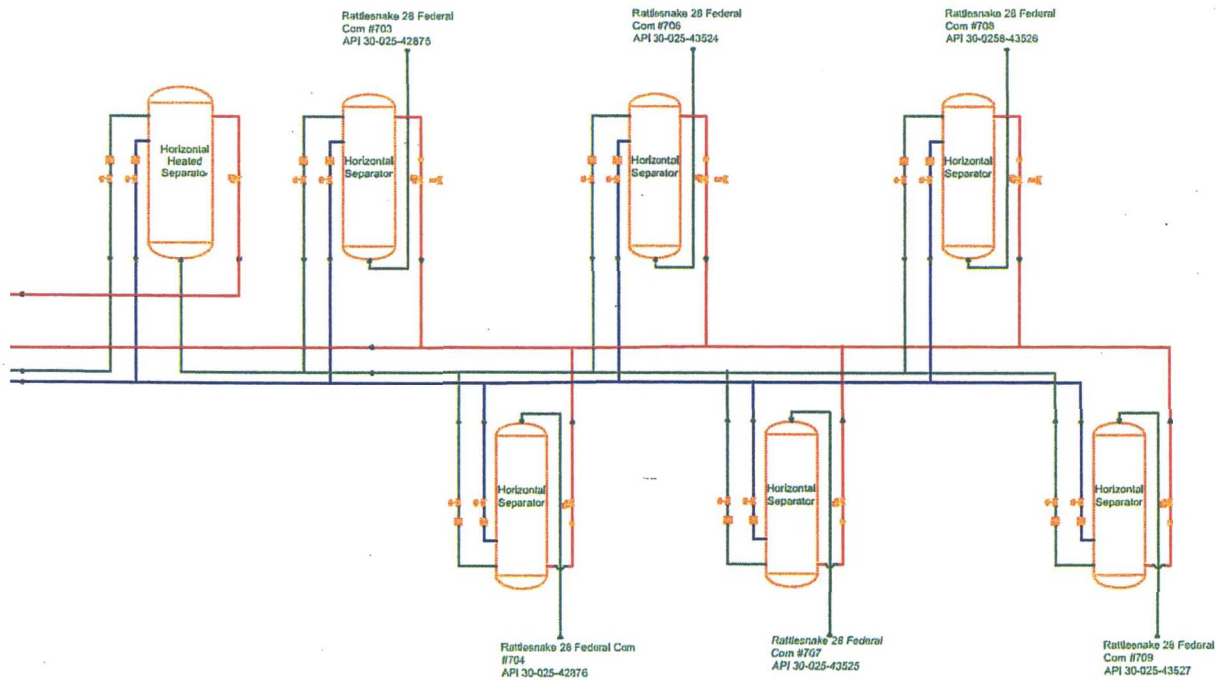 Rattlesnake 28 Federal
Com #703
API 30-025-42875
Rattlesnake 28 Federal
Com #706
API 30-025-43524
Rattlesnake 28 Federal
Com #708
API 30-0258-43526
Horizontal
Heated
Separator
Horizontal
Separator
Horizontal
Separator
Horizontal
Separator
Horizontal
Separator
Horizontal
Separator
Horizontal
Separator
Rattlesnake 28 Federal Com
#704
API 30-025-42876
Rattlesnake 28 Federal
Com #707
API 30-025-43525
Rattlesnake 28 Federal
Com #709
API 30-025-43527